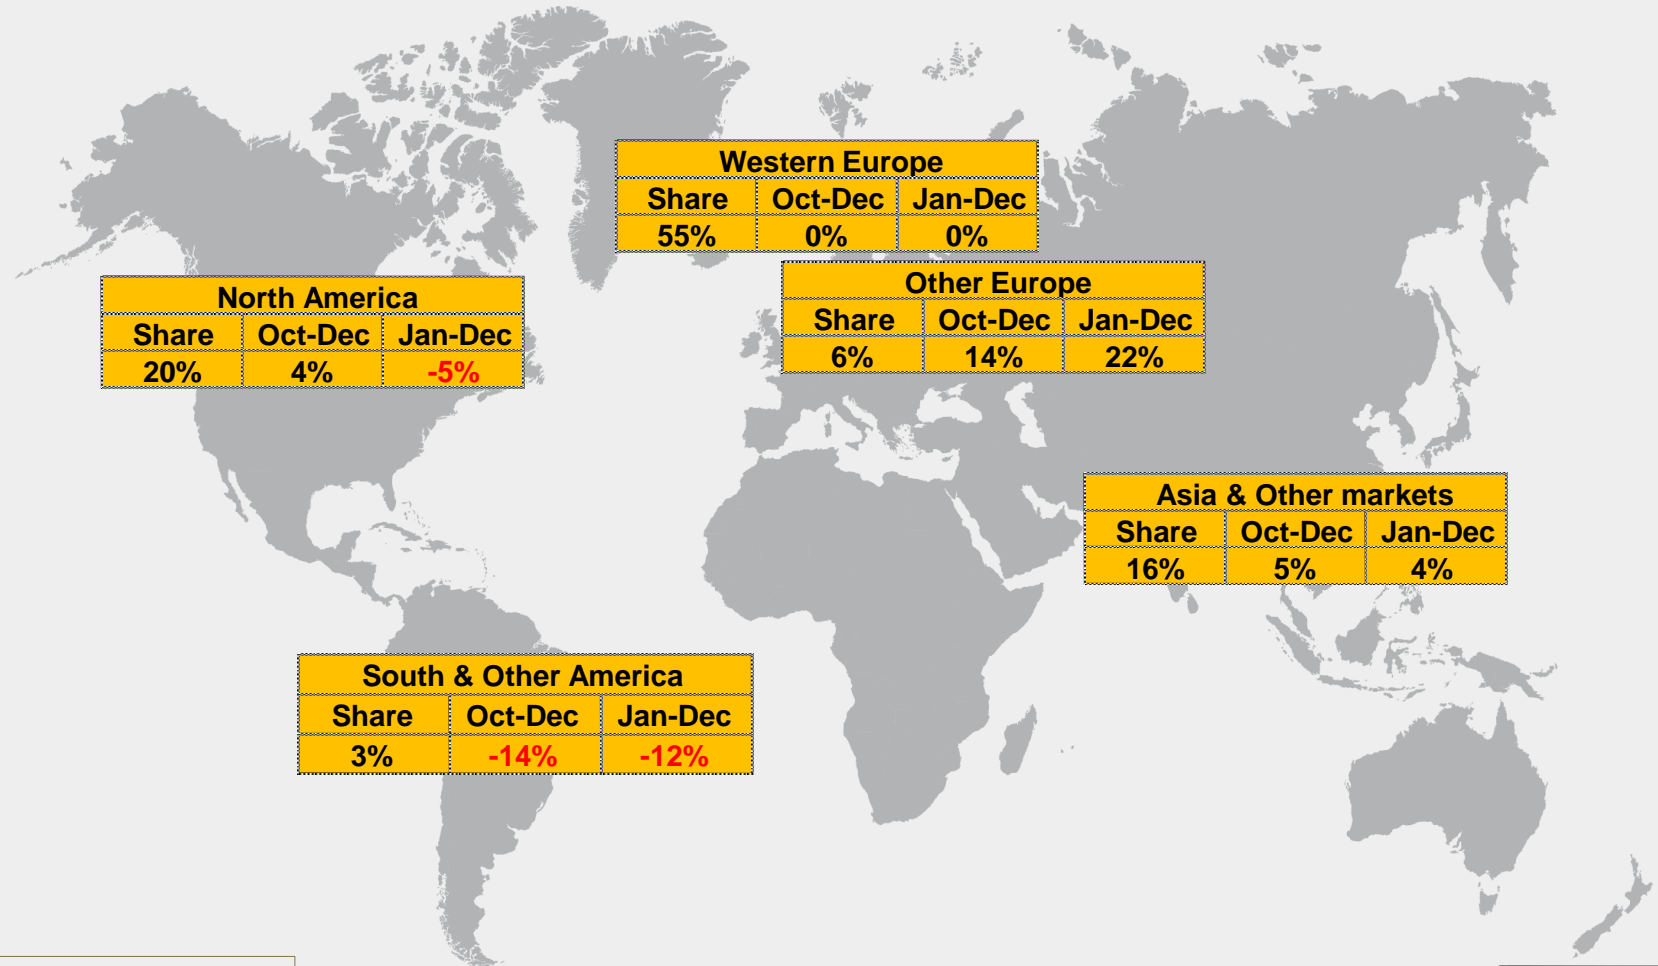 Western Europe
Share Oct-Dec Jan-Dec
55% 0% 0%
Other Europe
Share Oct-Dec Jan-Dec
6% 14% 22%
North America
Share Oct-Dec Jan-Dec
20% 4% -5%
Asia & Other markets
Share Oct-Dec Jan-Dec
16% 5% 4%
South & Other America
Share Oct-Dec Jan-Dec
3% -14% -12%